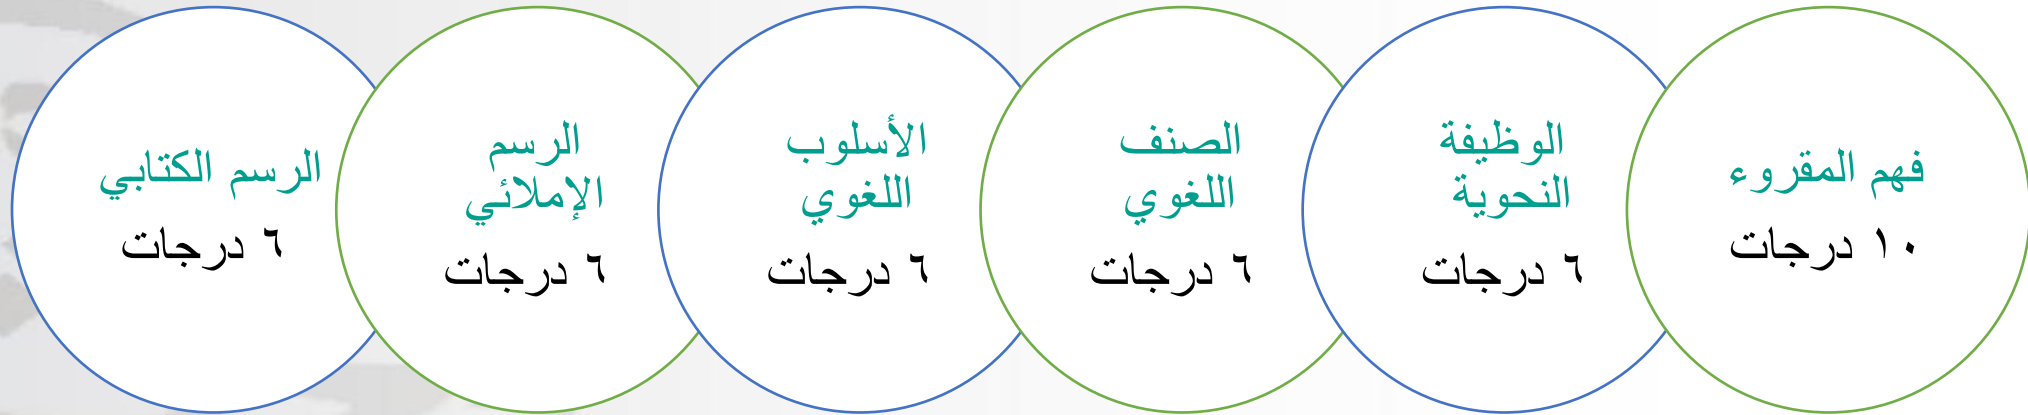 فهم المقروء
١٠ درجات
الوظيفة
النحوية
٦ درجات
الصنف
اللغوي
٦ درجات
الأسلوب
اللغوي
٦ درجات
الرسم
الإملائي
٦ درجات
الرسم الكتابي
٦ درجات